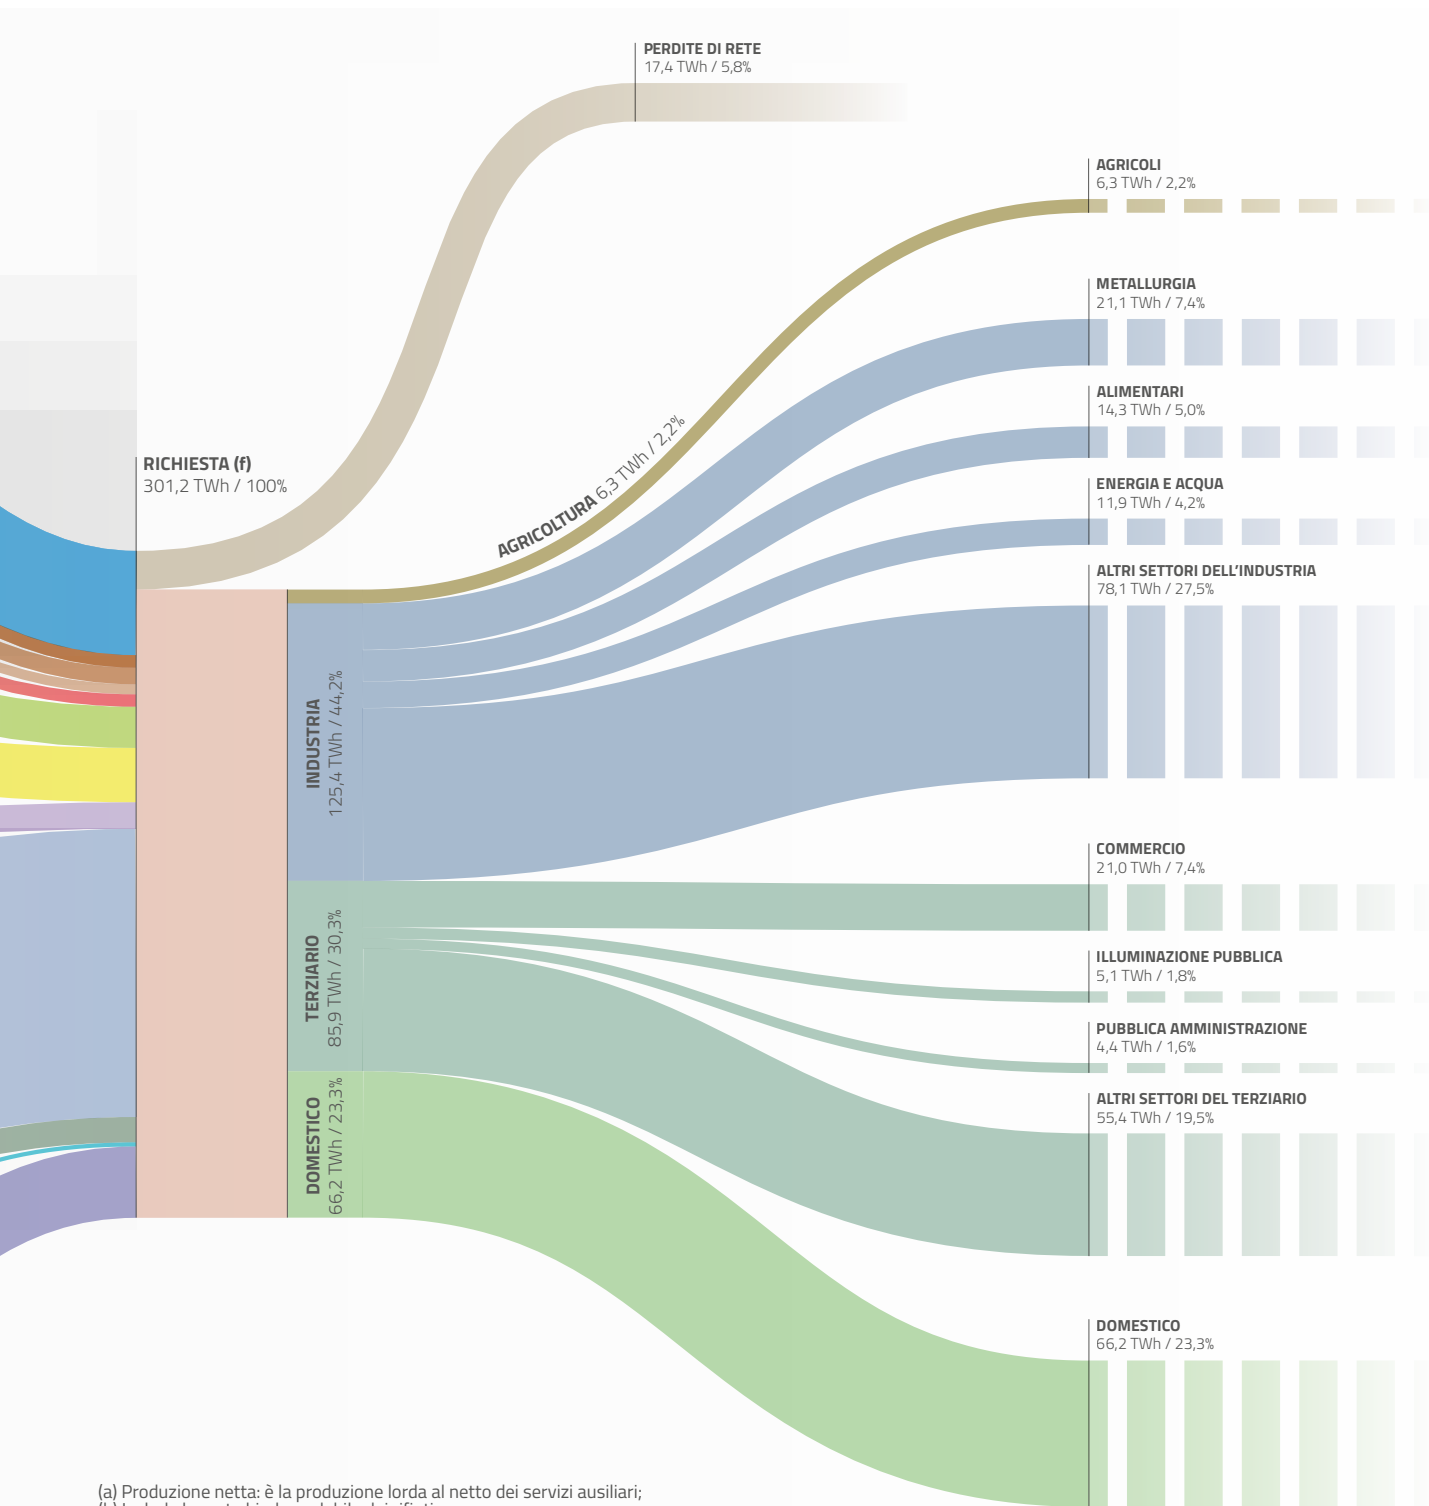 PERDITE DI RETE
17,4 TWh / 5,8%
AGRICOLI
6,3 TWh / 2,2%
METALLURGIA
21,1 TWh / 7,4%
ALIMENTARI
14,3 TWh / 5,0%
RICHIESTA (f)
301,2 TWh / 100%
AGRICOLTURA 6,3 TWh / 2,2%
ENERGIA E ACQUA
11,9 TWh / 4,2%
ALTRI SETTORI DELL'INDUSTRIA
78,1 TWh / 27,5%
INDUSTRIA
125,4 TWh / 44,2%
COMMERCIO
21,0 TWh / 7,4%
TERZIARIO
85,9 TWh / 30,3%
ILLUMINAZIONE PUBBLICA
5,1 TWh / 1,8%
PUBBLICA AMMINISTRAZIONE
4,4 TWh / 1,6%
ALTRI SETTORI DEL TERZIARIO
55,4 TWh / 19,5%
DOMESTICO
66,2 TWh / 23,3%
DOMESTICO
66,2 TWh / 23,3%
(a) Produzione netta: è la produzione lorda al netto dei servizi ausiliari;